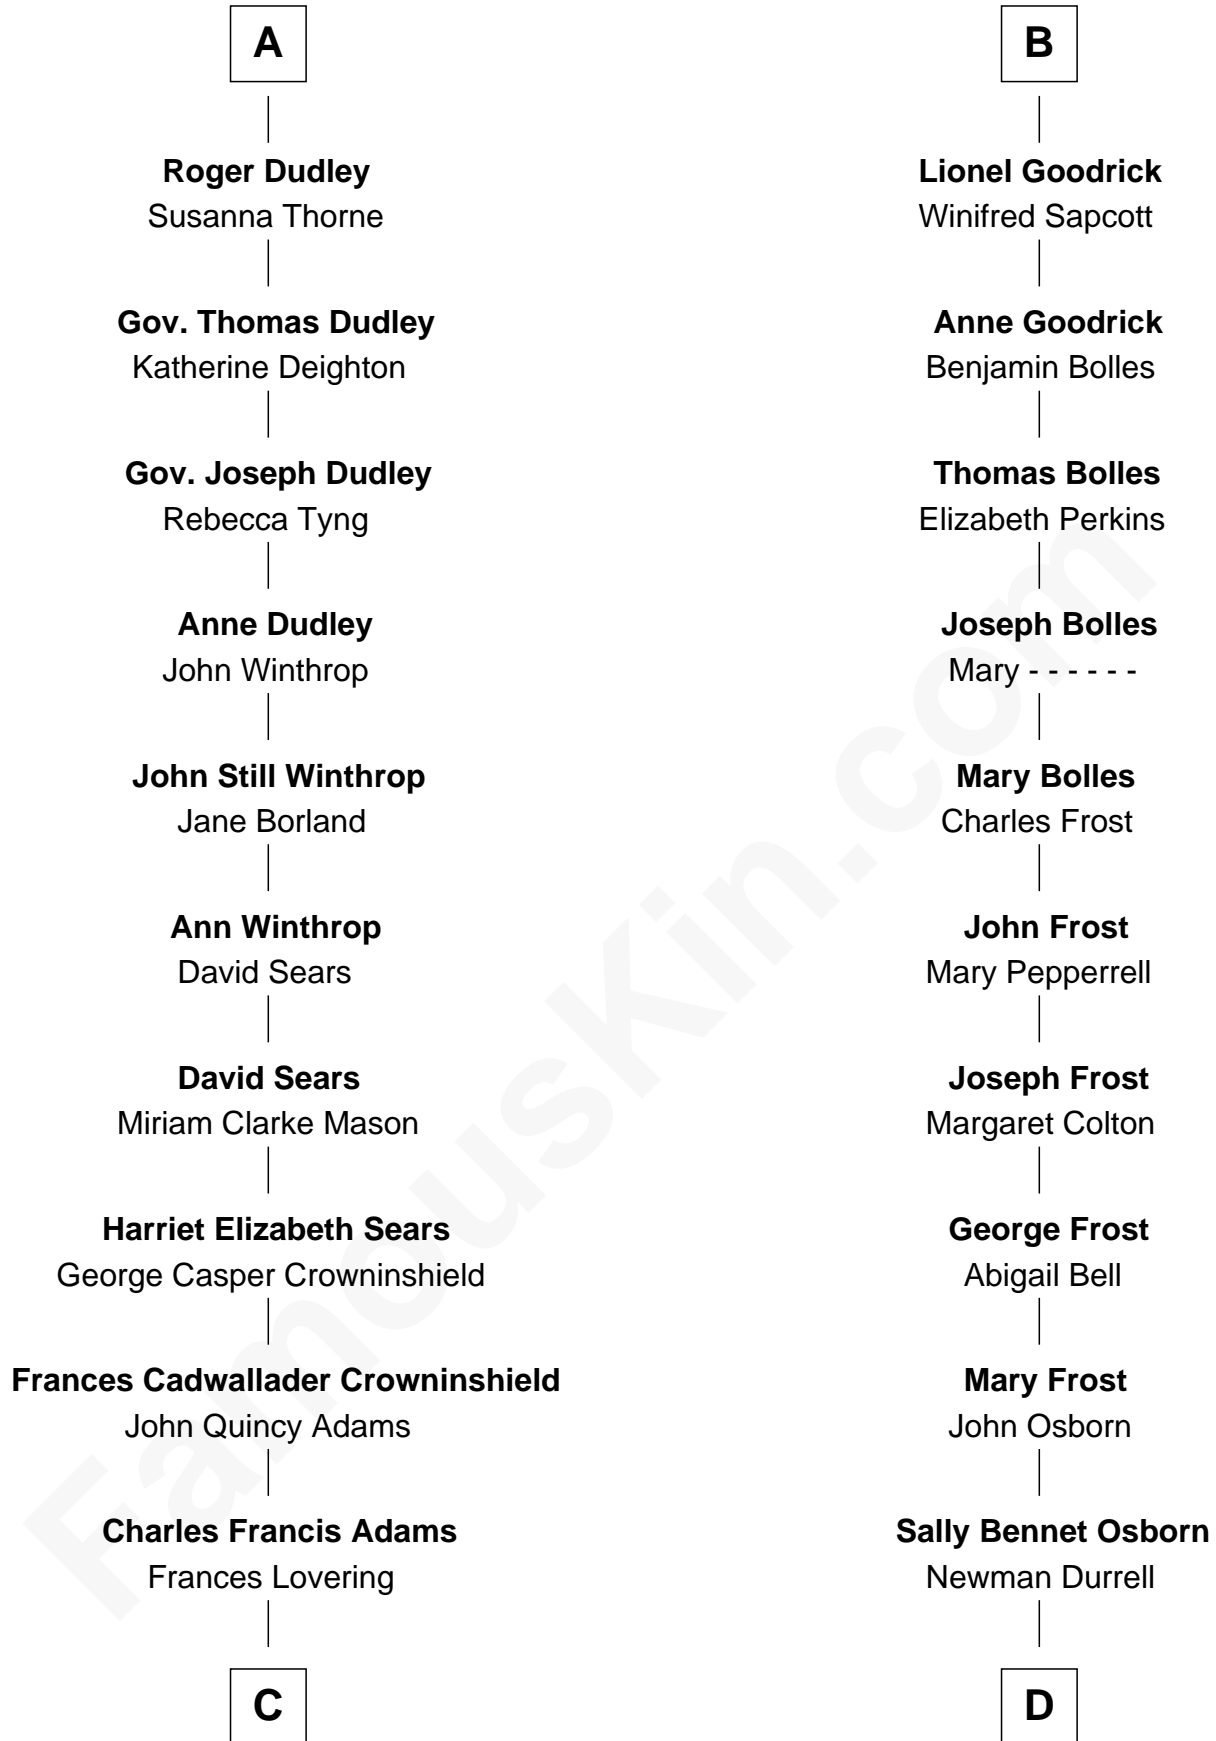 A
Roger Dudley
Susanna Thorne
Gov. Thomas Dudley
Katherine Deighton
Gov. Joseph Dudley
Rebecca Tyng
Anne Dudley
John Winthrop
John Still Winthrop
Jane Borland
Ann Winthrop
David Sears
David Sears
Miriam Clarke Mason
Harriet Elizabeth Sears
George Casper Crowninshield
Frances Cadwallader Crowninshield
John Quincy Adams
Charles Francis Adams
Frances Lovering
C
B
Lionel Goodrick
Winifred Sapcott
Anne Goodrick
Benjamin Bolles
Thomas Bolles
Elizabeth Perkins
Joseph Bolles
Mary - - - - - -
Mary Bolles
Charles Frost
John Frost
Mary Pepperrell
Joseph Frost
Margaret Colton
George Frost
Abigail Bell
Mary Frost
John Osborn
Sally Bennet Osborn
Newman Durrell
D
FamousKin.com